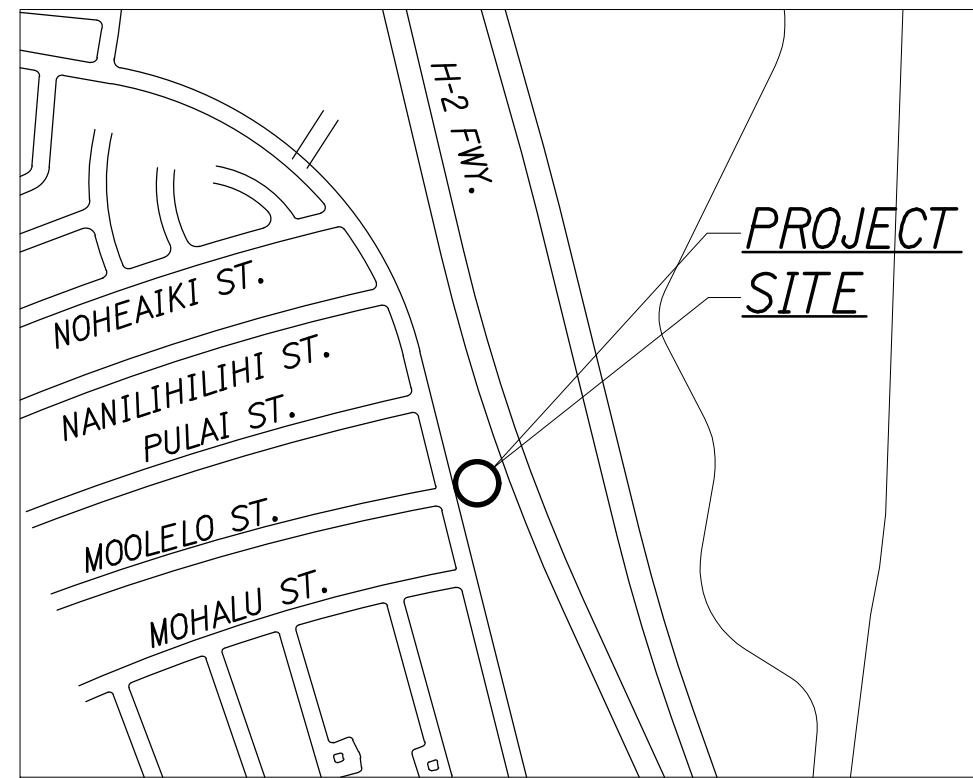 H-2 FWY.
PROJECT
SITE
NOHEAIKI ST.
NANILIHILIHI ST.
PULAI ST.
MOOLELO ST.
MOHALU ST.